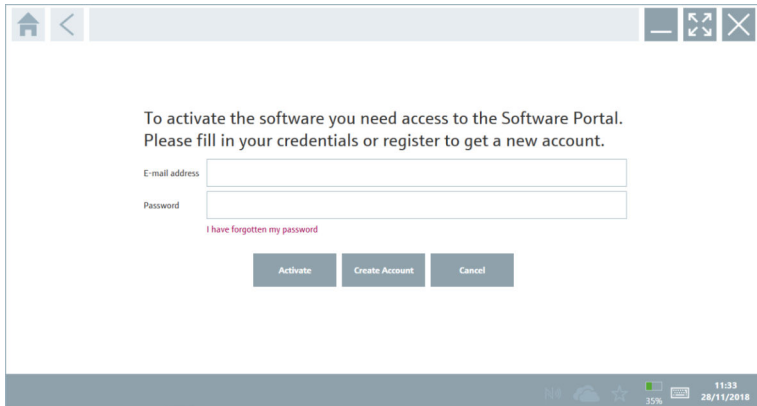 To activate the software you need access to the Software Portal.
Please fill in your credentials or register to get a new account.
E-mail address
Password
I have forgotten my password
Activate
Create Account
Cancel
35%
11:33
28/11/2018